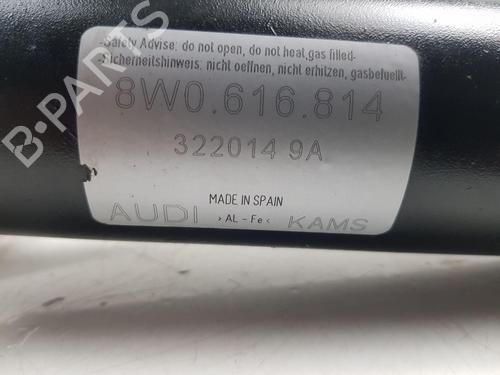 -Safety Advise: do not open, do not heat,gas filled-
-Sicherneitshinweis: nicht oeffnen, nicht erhitzen, gasbefuellt-
8W0.616.814
322014 9A
MADE IN SPAIN
AUDI › AL - Fe ‹ KAMS
B-PARTS